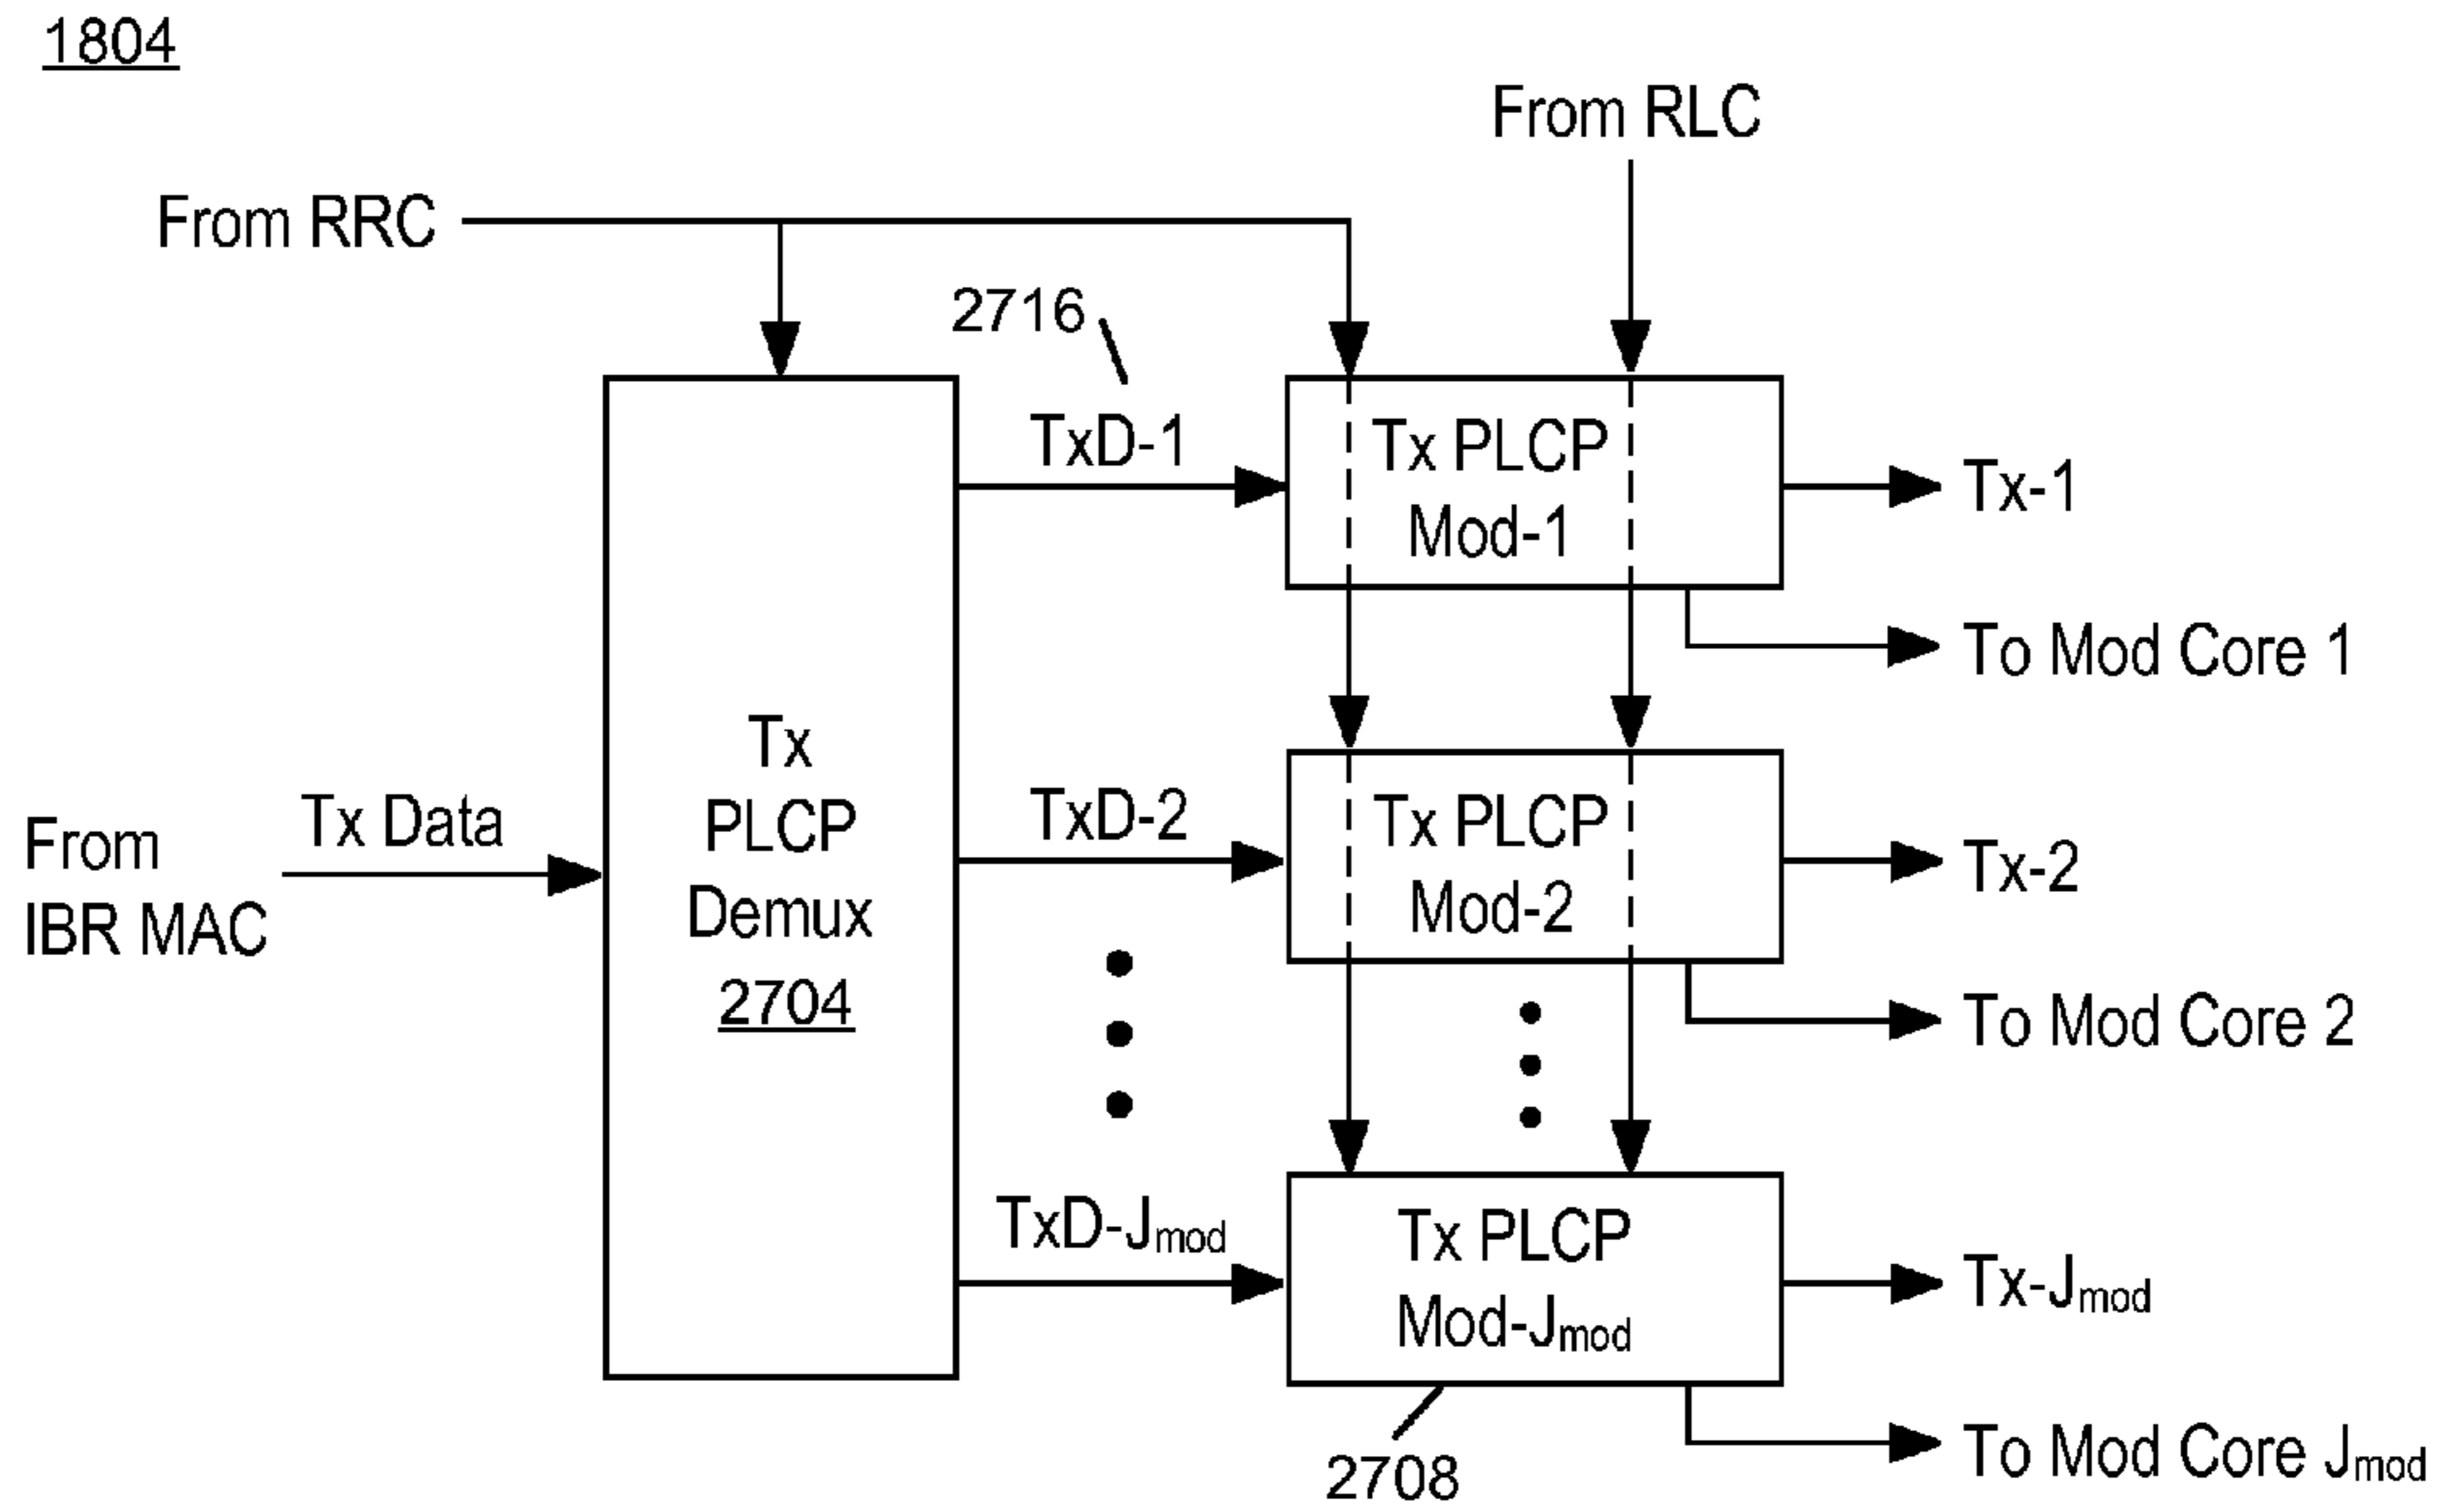 1804
From RLC
From RRC
2716
TxD-1
Tx PLCP
Mod-1
Tx-1
To Mod Core 1
Tx
PLCP
Demux
2704
From
IBR MAC
Tx Data
TxD-2
Tx PLCP
Mod-2
Tx-2
To Mod Core 2
TxD-Jmod
Tx PLCP
Mod-Jmod
Tx-Jmod
To Mod Core Jmod
2708